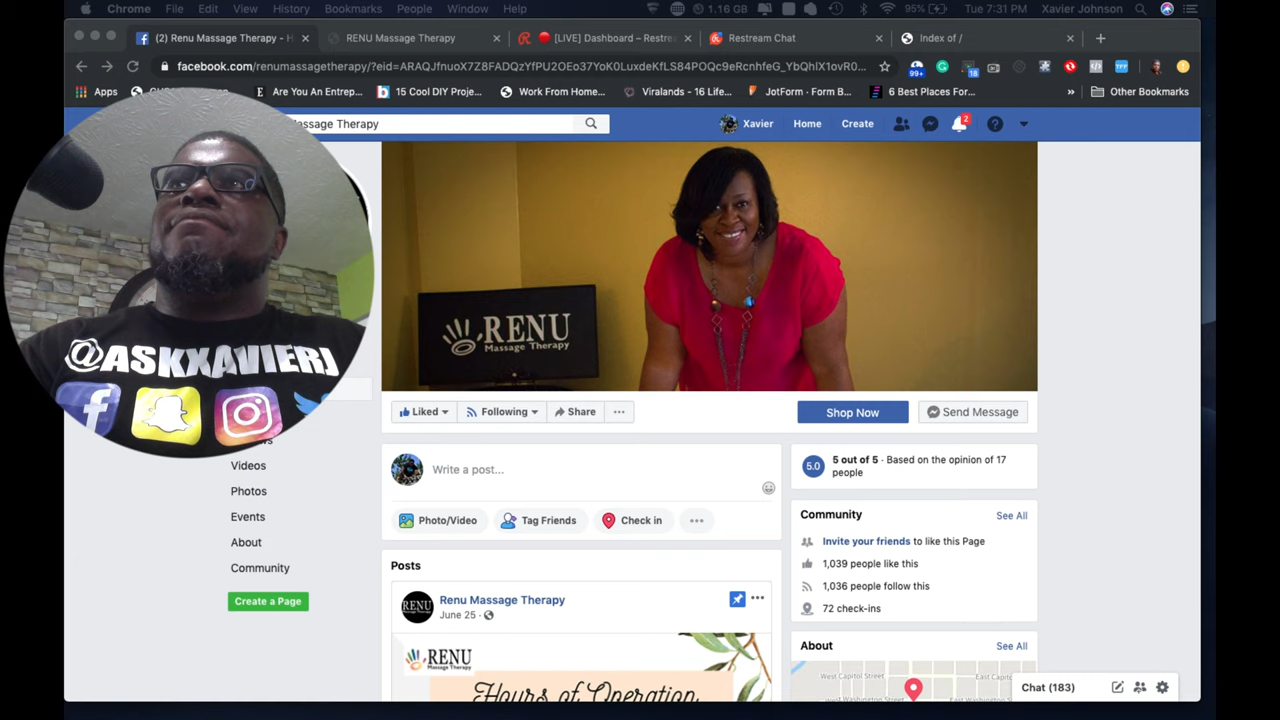 Chrome File Edit View History Bookmarks People Window Help 1.16 GB 95% Tue 7:31 PM Xavier Johnson
(2) Renu Massage Therapy - H RENU Massage Therapy [LIVE] Dashboard – Restre Restream Chat Index of /
facebook.com/renumassagetherapy/?eid=ARAQJfnuoX7Z8FADQzYfPU2OEo37YoK0LuxdeKfLS84POQc9eRcnhfeG_YbQhlX1ovR0... 99+ 18
Apps Are You An Entrep... 15 Cool DIY Proje... Work From Home... Viralands - 16 Life... JotForm · Form B... 6 Best Places For... » Other Bookmarks
assage Therapy Xavier Home Create 2
RENU
Massage Therapy
@ASKXAVIERJ
Liked Following Share ... Shop Now Send Message
Videos
Photos
Events
About
Community
Create a Page
Write a post...
Photo/Video Tag Friends Check in ...
Posts
RENU
Renu Massage Therapy
June 25 ·
RENU
Hours of Operation
5.0 5 out of 5 · Based on the opinion of 17
people
Community See All
Invite your friends to like this Page
1,039 people like this
1,036 people follow this
72 check-ins
About See All
West Capitol Street
Chat (183)